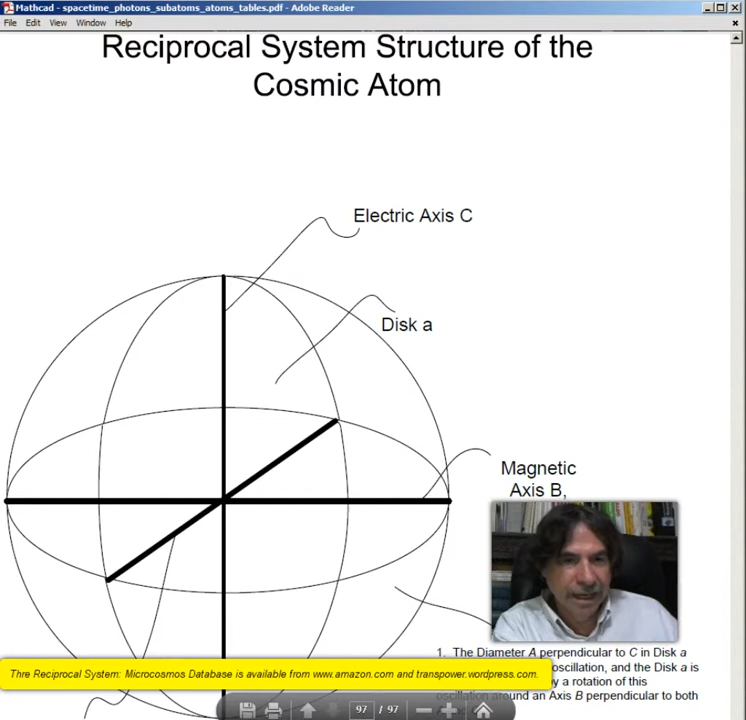 Mathcad - spacetime_photons_subatoms_atoms_tables.pdf - Adobe Reader
File Edit View Window Help
Reciprocal System Structure of the
Cosmic Atom
Electric Axis C
Disk a
Magnetic
Axis B,
1. The Diameter A perpendicular to C in Disk a
oscillation, and the Disk a is
y a rotation of this
oscillation around an Axis B perpendicular to both
Thre Reciprocal System: Microcosmos Database is available from www.amazon.com and transpower.wordpress.com.
97 / 97